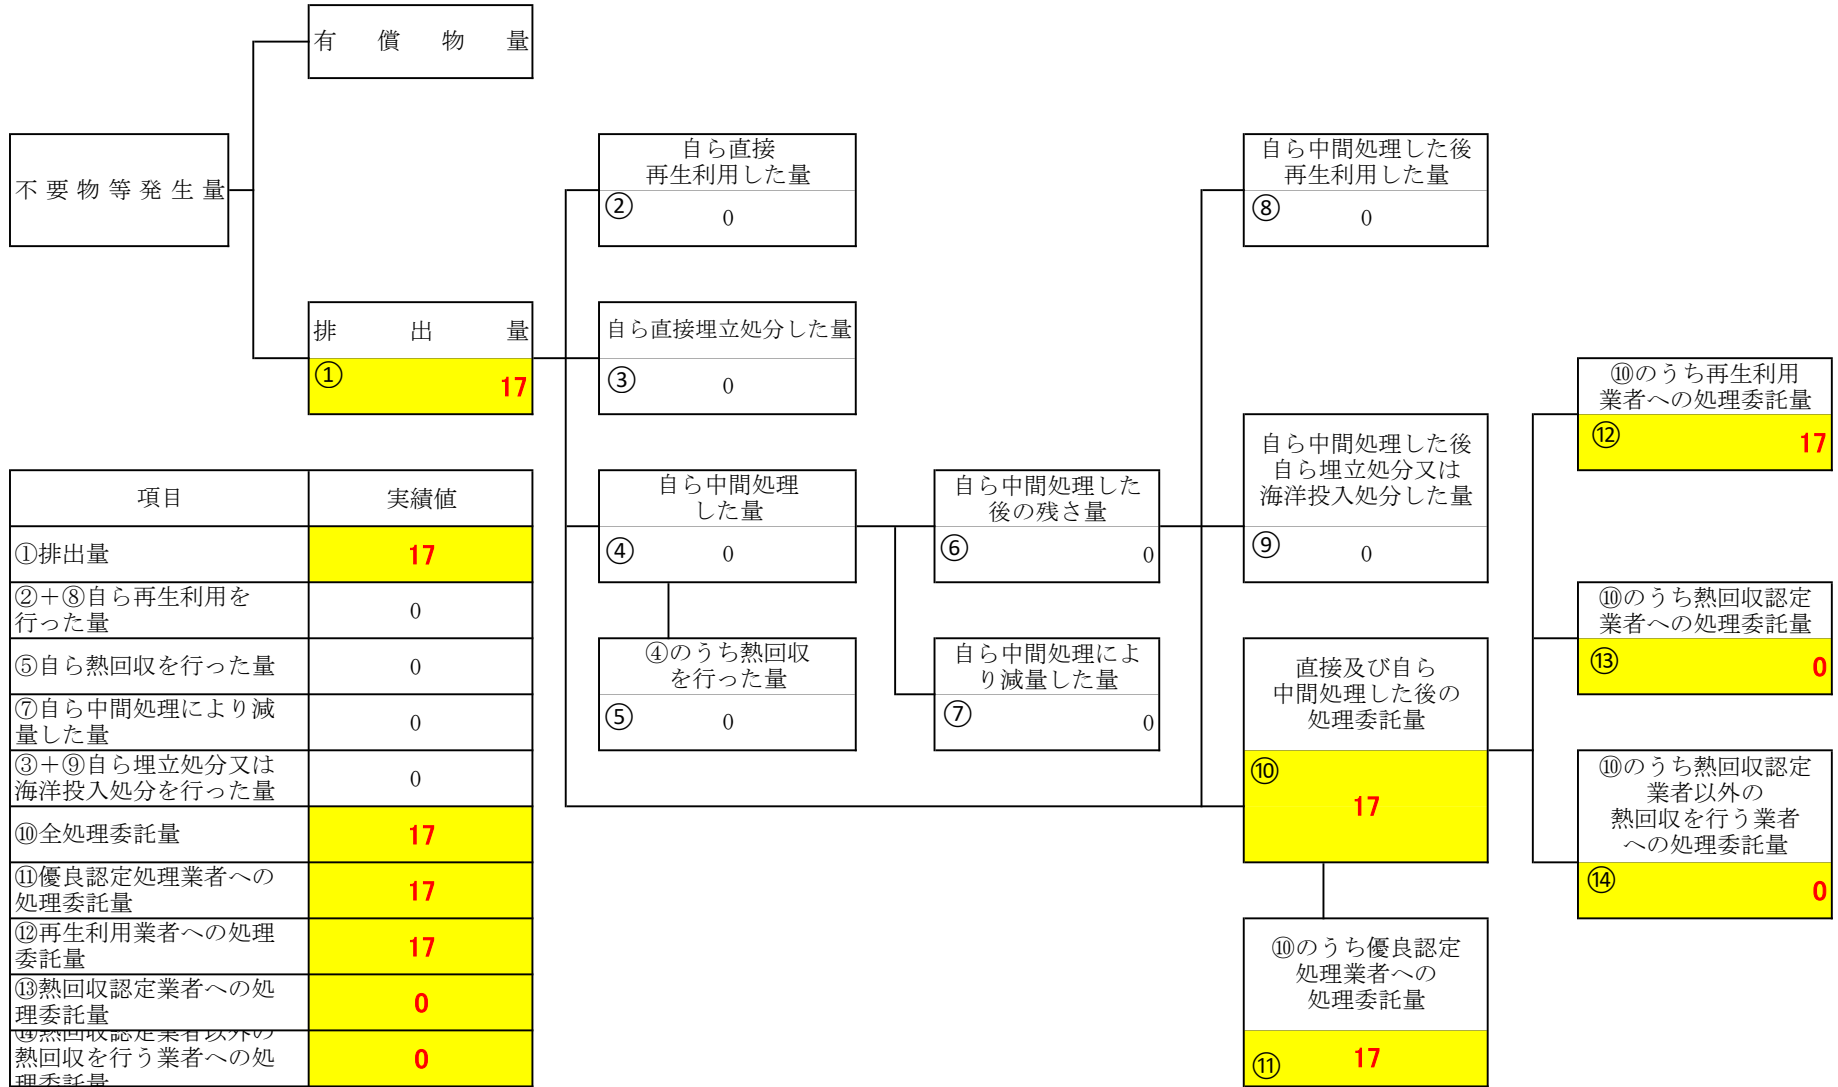 有償物量
不要物等発生量
自ら直接
再生利用した量
②
0
自ら中間処理した後
再生利用した量
⑧
0
排出量
①
17
自ら直接埋立処分した量
③
0
⑩のうち再生利用
業者への処理委託量
⑫
17
自ら中間処理
した量
④
0
自ら中間処理した
後の残さ量
⑥
0
自ら中間処理した後
自ら埋立処分又は
海洋投入処分した量
⑨
0
⑩のうち熱回収認定
業者への処理委託量
⑬
0
④のうち熱回収
を行った量
⑤
0
自ら中間処理によ
り減量した量
⑦
0
直接及び自ら
中間処理した後の
処理委託量
⑩
17
⑩のうち熱回収認定
業者以外の
熱回収を行う業者
への処理委託量
⑭
0
⑩のうち優良認定
処理業者への
処理委託量
⑪
17
項目
実績値
①排出量
17
②+⑧自ら再生利用を
行った量
0
⑤自ら熱回収を行った量
0
⑦自ら中間処理により減
量した量
0
③+⑨自ら埋立処分又は
海洋投入処分を行った量
0
⑩全処理委託量
17
⑪優良認定処理業者への
処理委託量
17
⑫再生利用業者への処理
委託量
17
⑬熱回収認定業者への処
理委託量
0
⑭熱回収認定業者以外の
熱回収を行う業者への処
理委託量
0